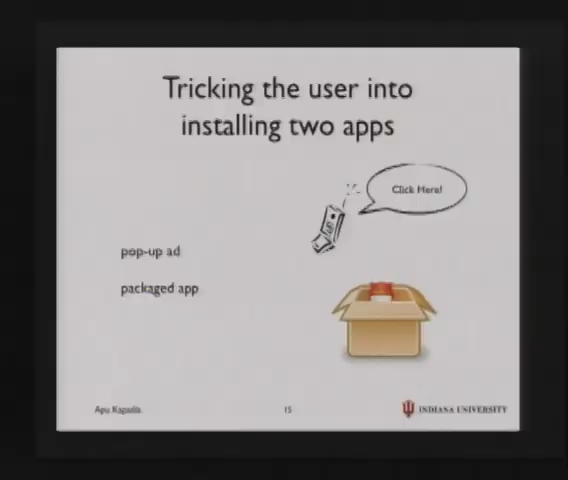 Tricking the user into
installing two apps
Click Here!
pop-up ad
packaged app
Apu Kapadia
15
INDIANA UNIVERSITY